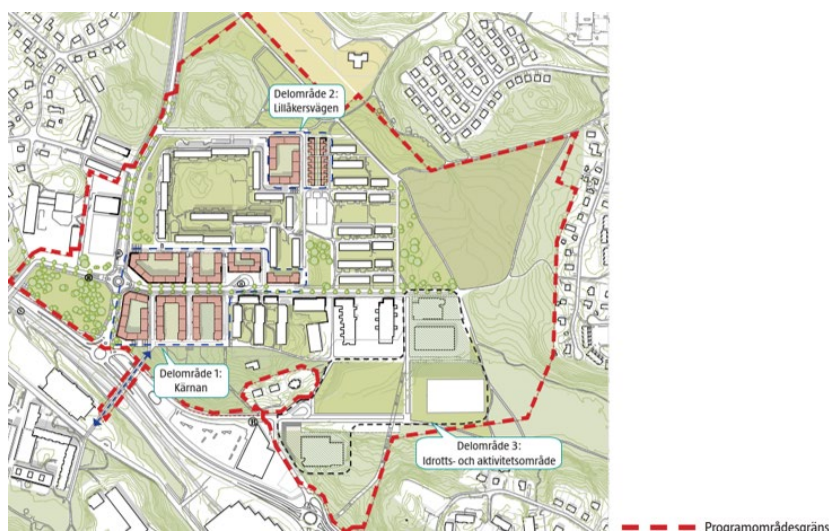 Delområde 2:
Lillåkersvägen
Delområde 1:
Kärnan
Delområde 3:
Idrotts- och aktivitetsområde
Programområdesgräns